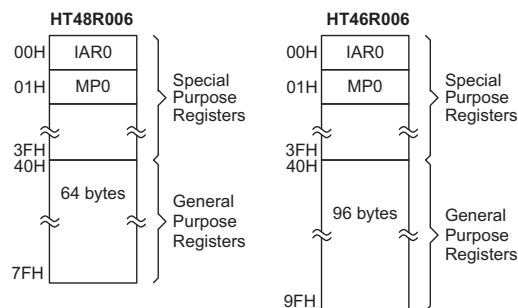 HT48R006
00H IAR0
01H MP0
Special
Purpose
Registers
3FH
40H
64 bytes
General
Purpose
Registers
7FH
HT46R006
00H IAR0
01H MP0
Special
Purpose
Registers
3FH
40H
96 bytes
General
Purpose
Registers
9FH